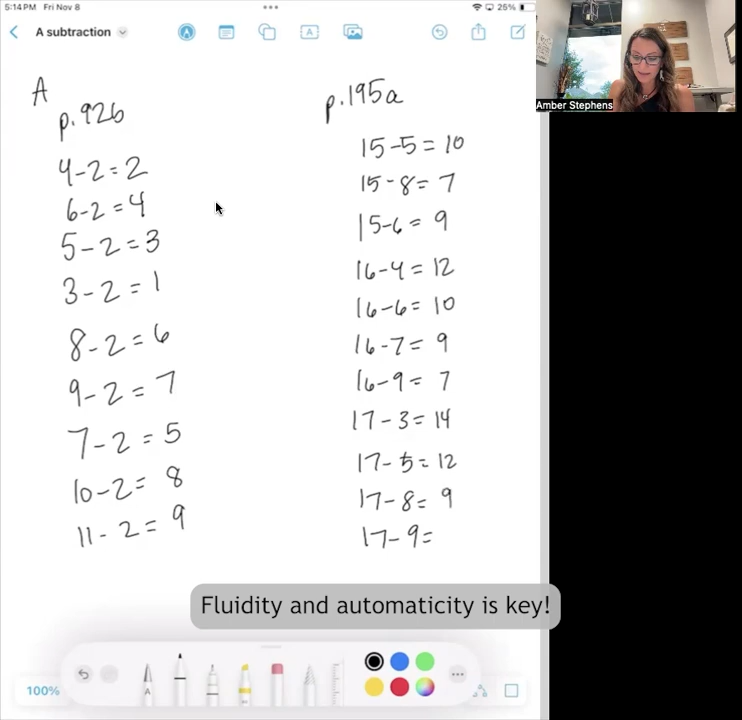 5:14 PM Fri Nov 8
25%
A subtraction
A
Amber Stephens
A
p.92b
4-2=2
6-2=4
5-2=3
3-2=1
8-2=6
9-2=7
7-2=5
10-2=8
11-2=9
p.195a
15-5=10
15-8=7
15-6=9
16-4=12
16-6=10
16-7=9
16-9=7
17-3=14
17-5=12
17-8=9
17-9=
Fluidity and automaticity is key!
A
100%